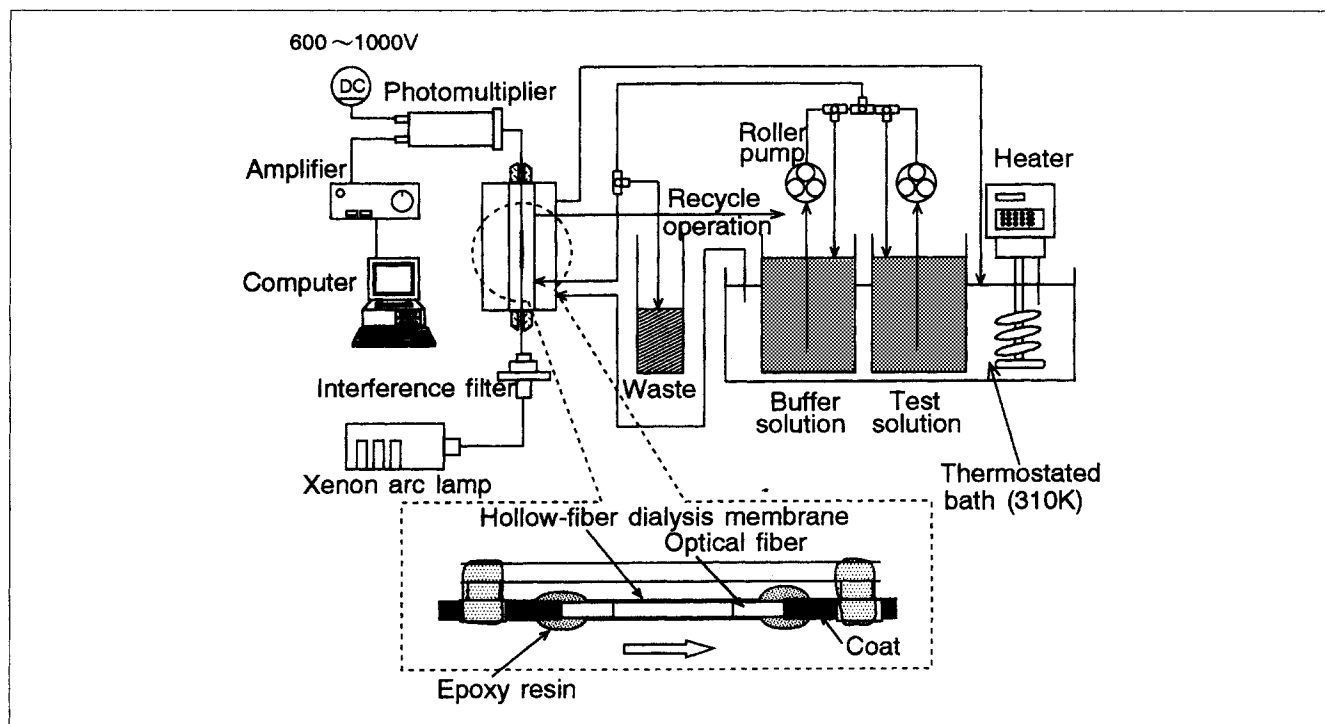 600～1000V
DC
Photomultiplier
Amplifier
Computer
Roller
pump
Heater
Recycle
operation
Interference filter
Waste
Buffer
solution
Test
solution
Xenon arc lamp
Thermostated
bath (310K)
Hollow-fiber dialysis membrane
Optical fiber
Coat
Epoxy resin